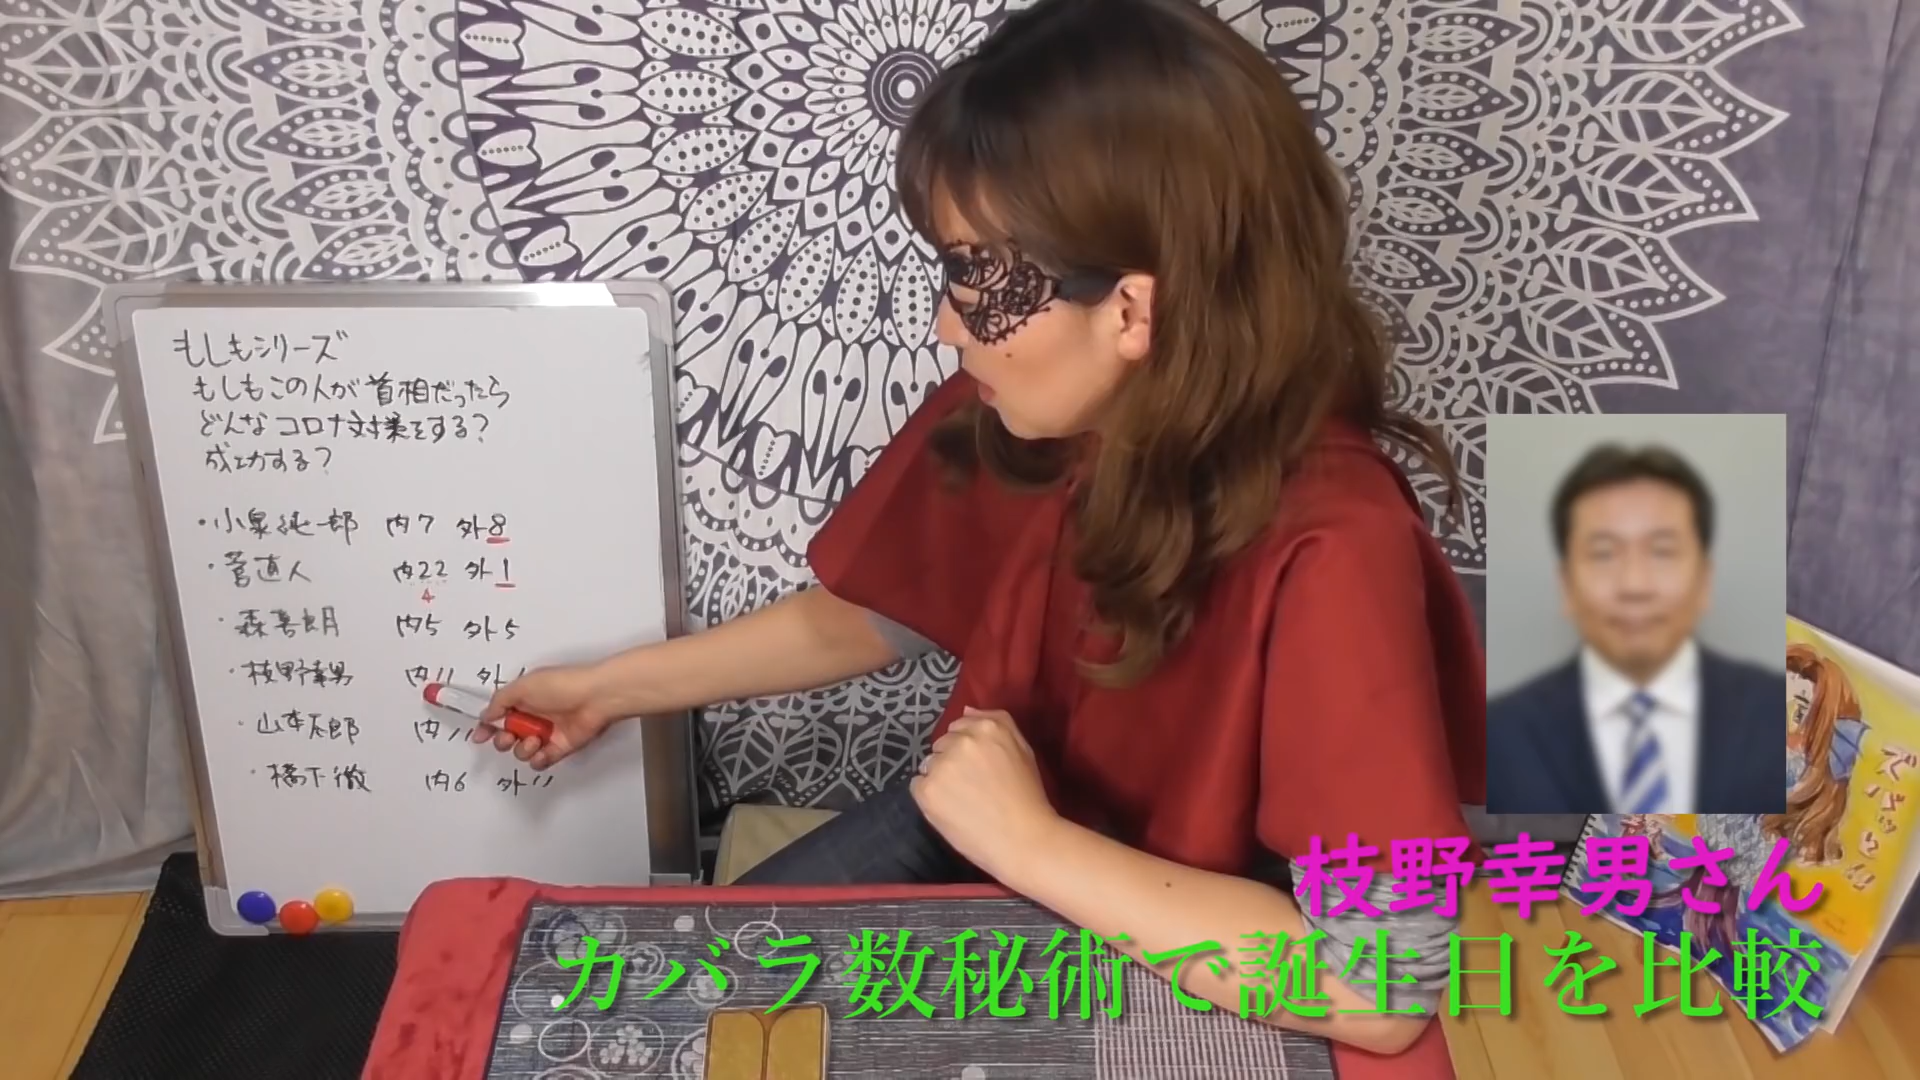 もしもシリーズ
もしもこの人が首相だったら
どんなコロナ対策をする?
成功する?
・小泉純一郎 内7 外8
・菅直人 内22 外1
4
・森喜朗 内5 外5
・枝野幸男 内11 外
・山本太郎 内11
・橋下徹 内6 外11
ズバッと!!
枝野幸男さん
カバラ数秘術で誕生日を比較